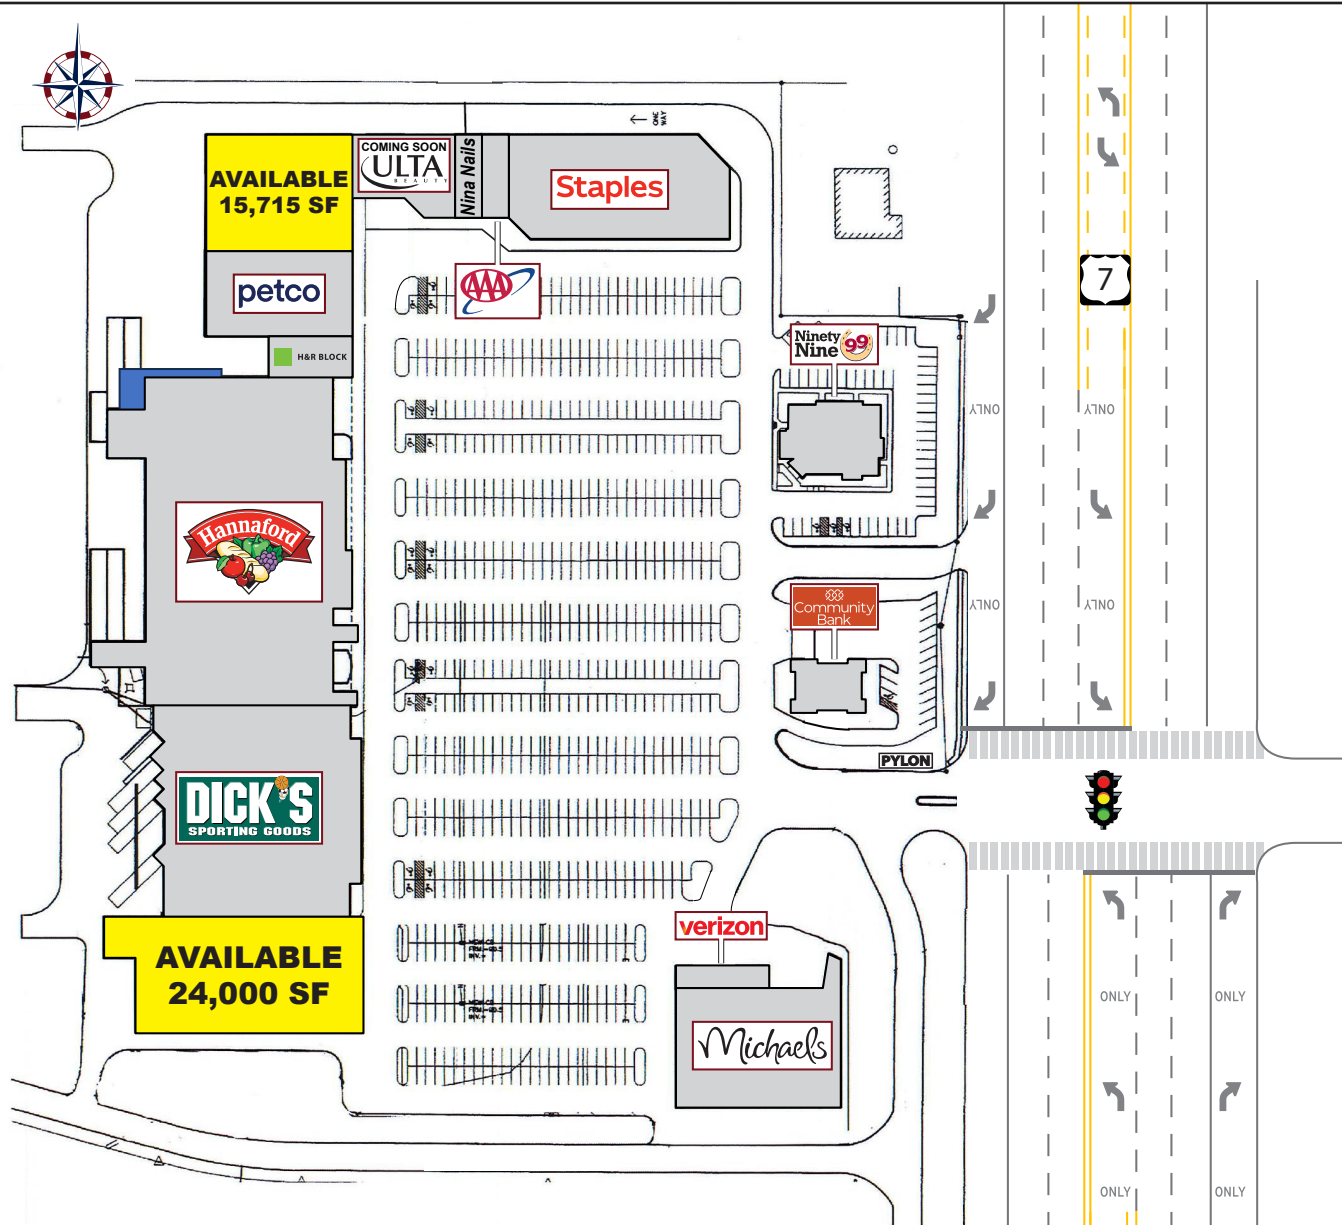 ONE
WAY
AVAILABLE
15,715 SF
COMING SOON
ULTA
BEAUTY
Nina Nails
Staples
petco
AAA
H&R BLOCK
7
Ninety
Nine
99
ONLY
ONLY
ONLY
ONLY
Hannaford
Community
Bank
PYLON
DICK'S
SPORTING GOODS
verizon
AVAILABLE
24,000 SF
Michaels
ONLY
ONLY
ONLY
ONLY